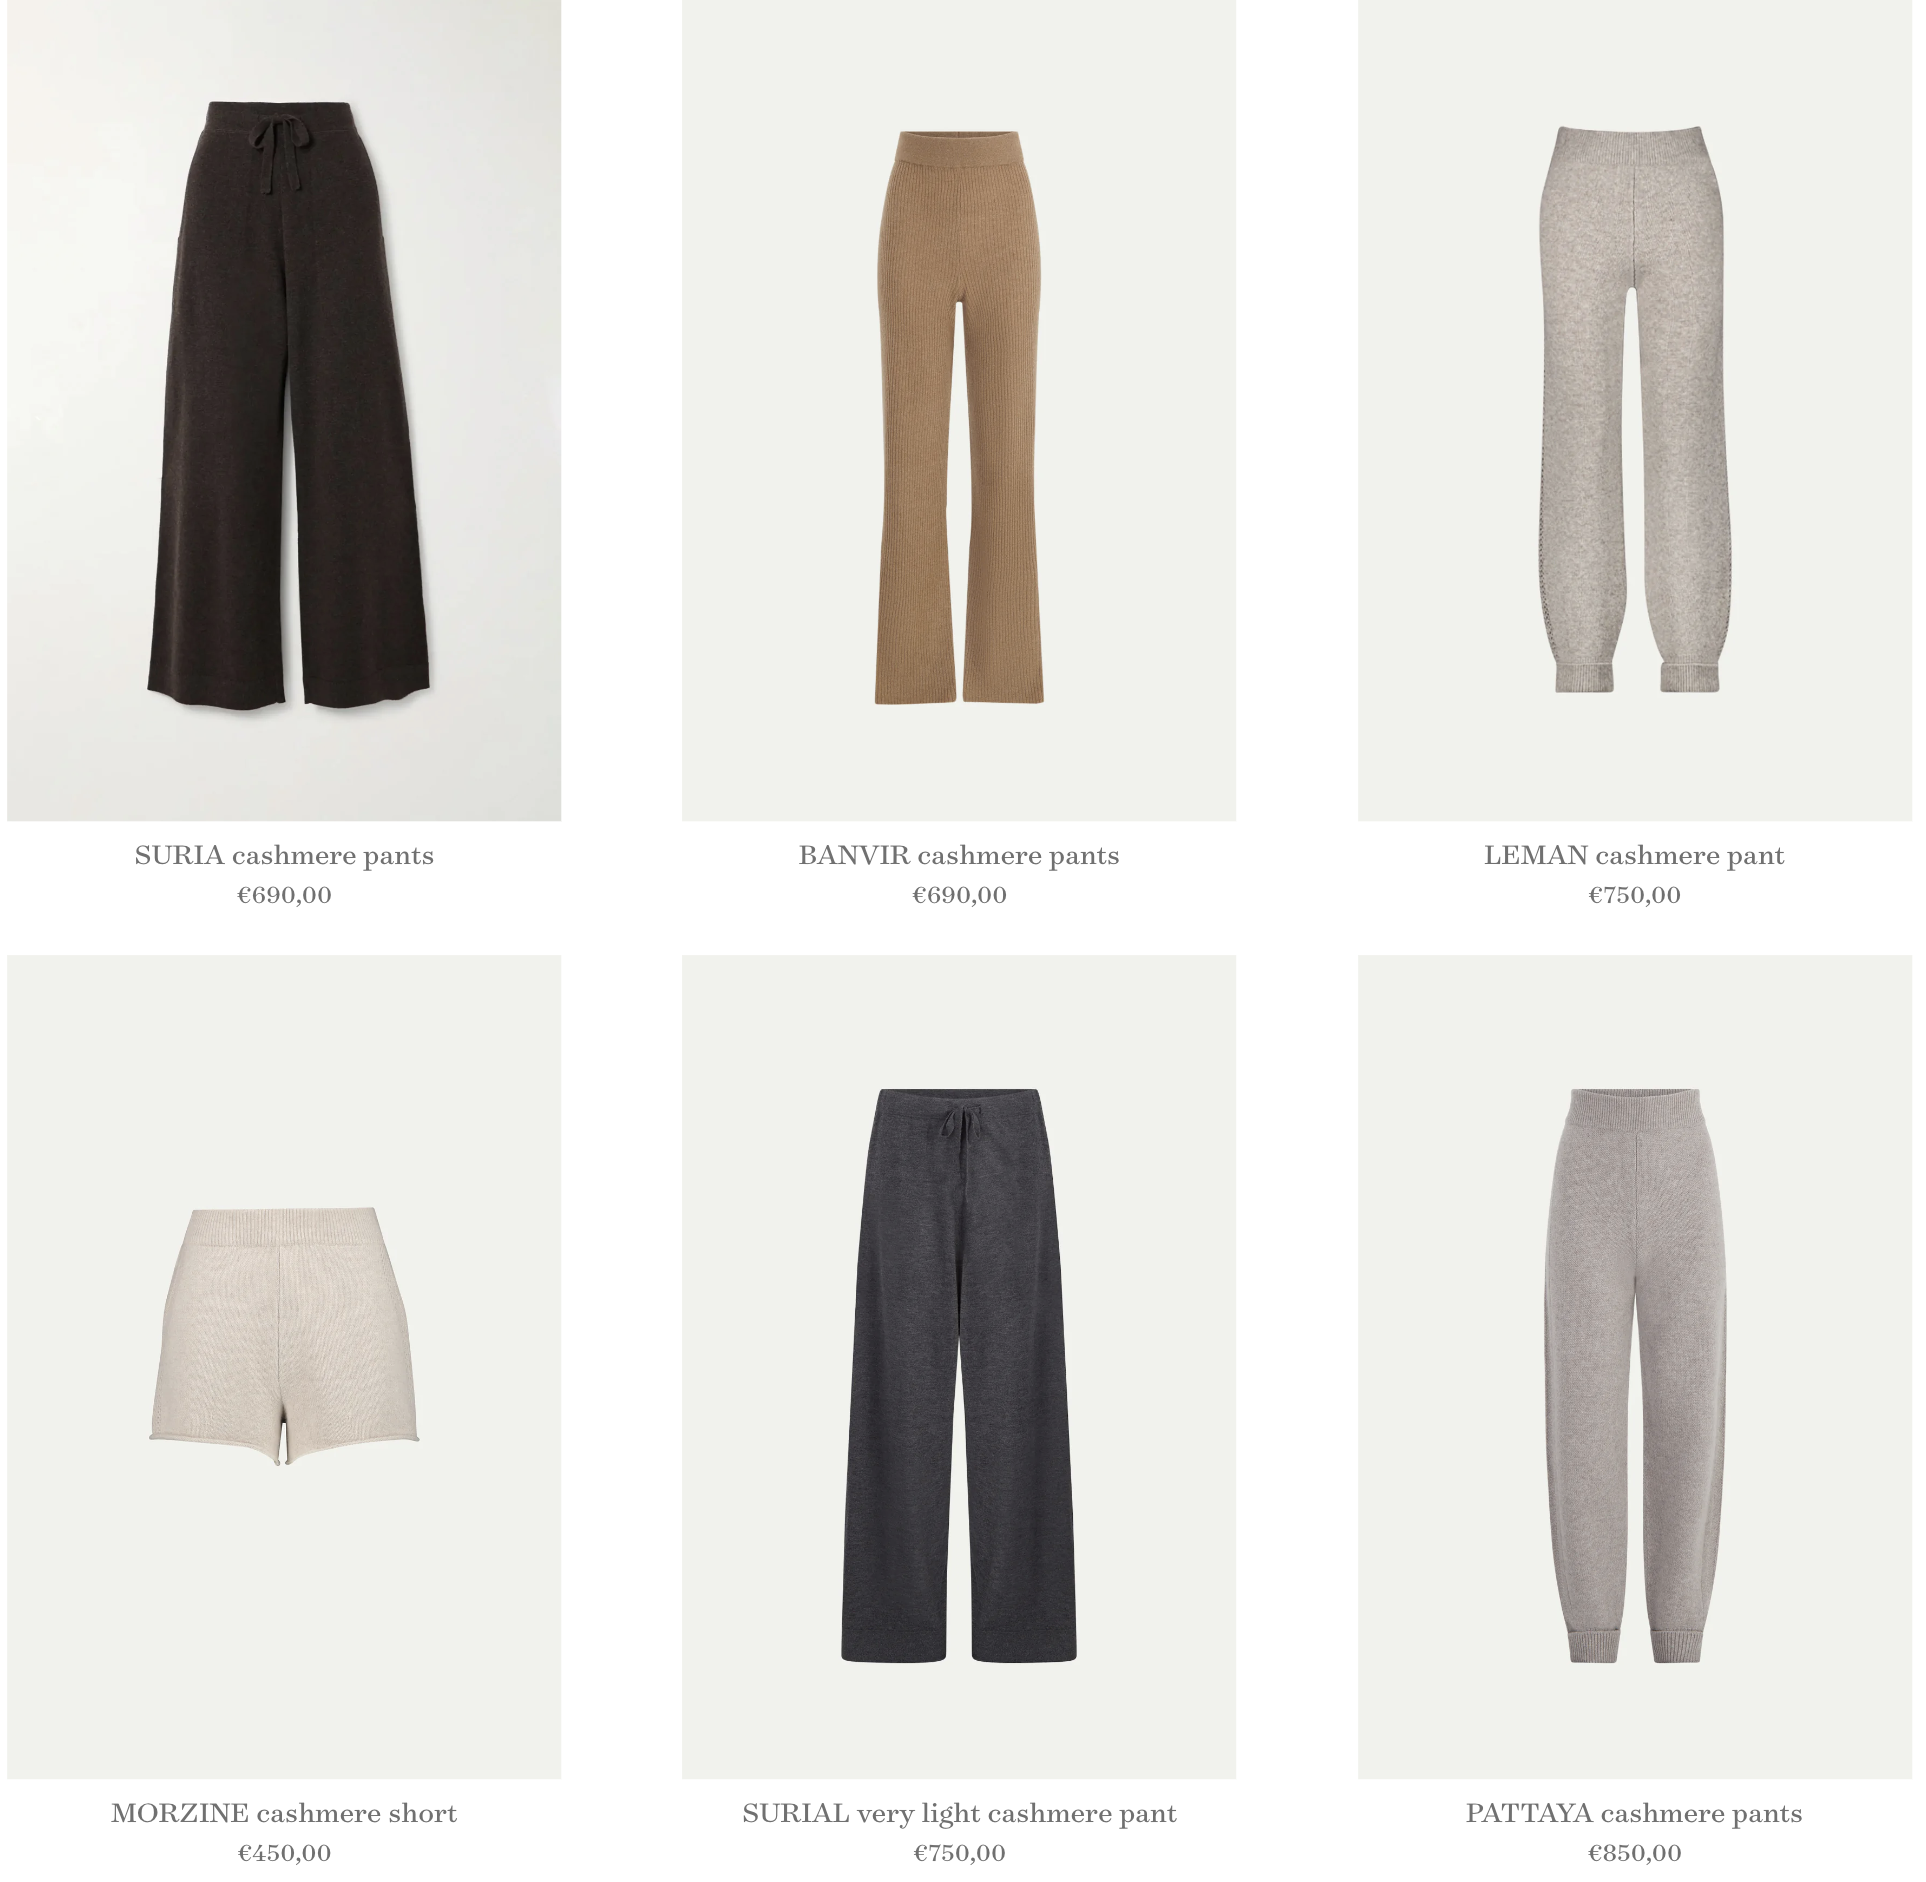 SURIA cashmere pants
€690,00
BANVIR cashmere pants
€690,00
LEMAN cashmere pant
€750,00
MORZINE cashmere short
€450,00
SURIAL very light cashmere pant
€750,00
PATTAYA cashmere pants
€850,00